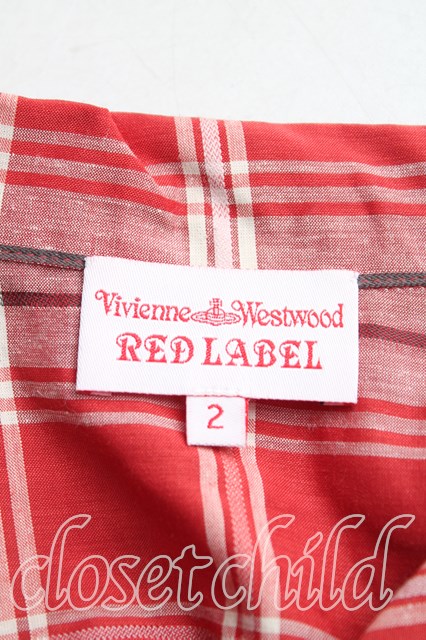 Vivienne Westwood
RED LABEL
2
closetchild